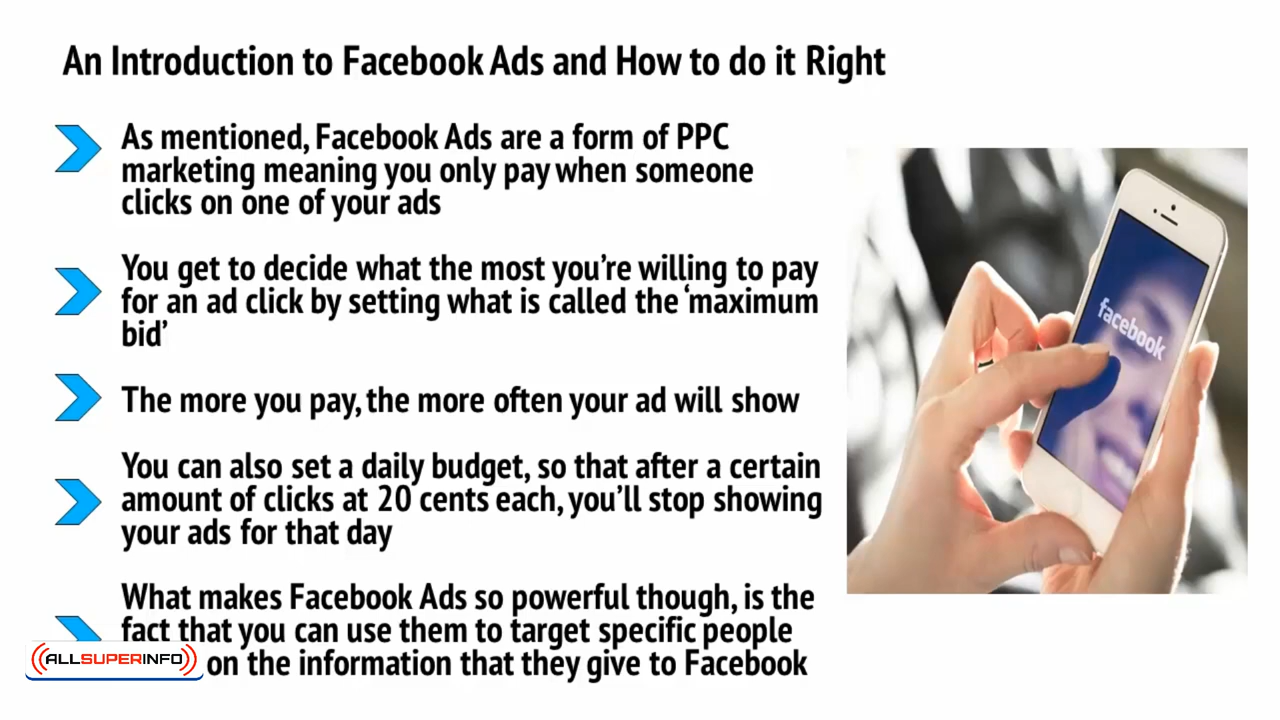 An Introduction to Facebook Ads and How to do it Right
As mentioned, Facebook Ads are a form of PPC
marketing meaning you only pay when someone
clicks on one of your ads
You get to decide what the most you're willing to pay
for an ad click by setting what is called the 'maximum
bid'
The more you pay, the more often your ad will show
You can also set a daily budget, so that after a certain
amount of clicks at 20 cents each, you'll stop showing
your ads for that day
What makes Facebook Ads so powerful though, is the
fact that you can use them to target specific people
on the information that they give to Facebook
facebook
ALLSUPERINFO